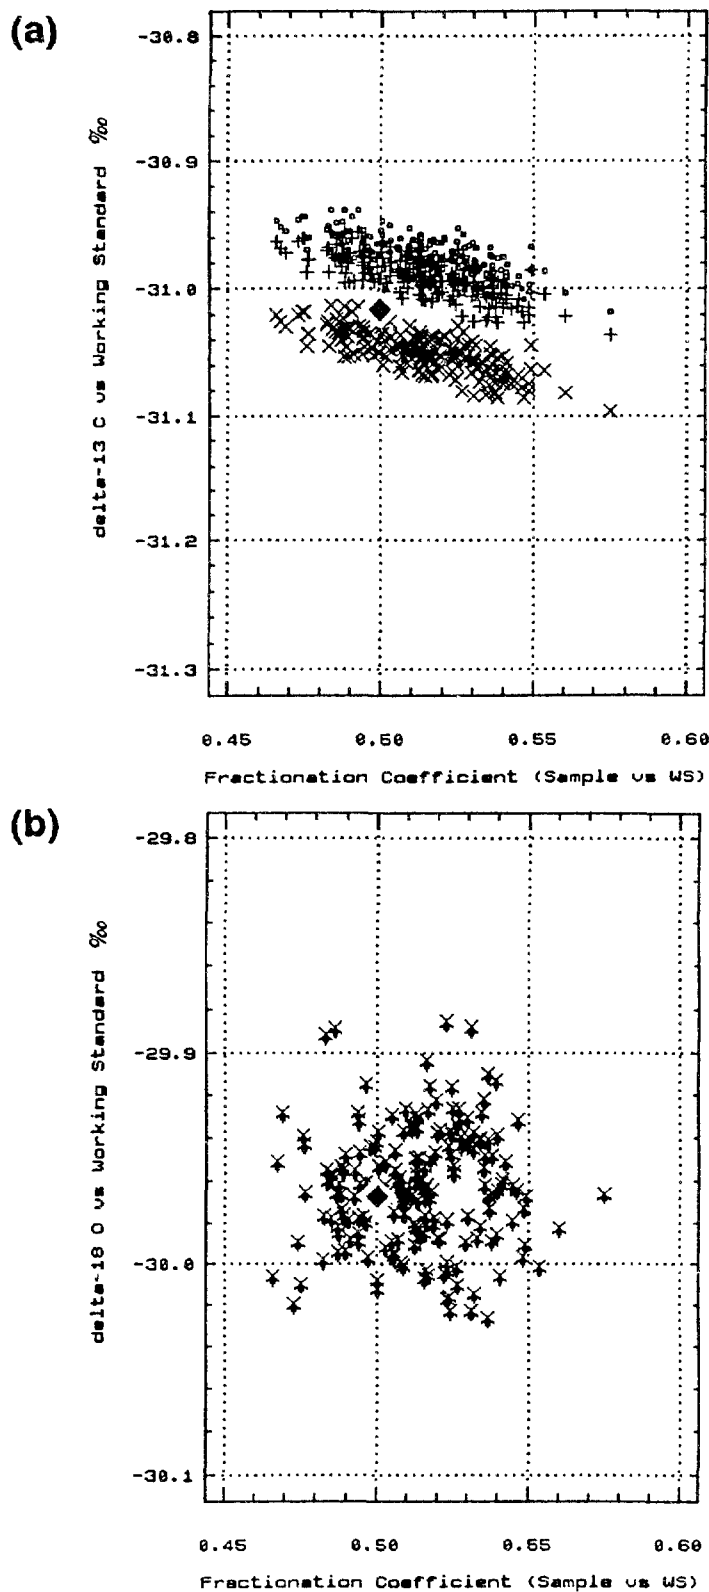 (a)
-30.8
-30.9
-31.0
-31.1
-31.2
-31.3
delta-13 C vs Working Standard ‰
0.45 0.50 0.55 0.60
Fractionation Coefficient (Sample vs WS)
(b)
-29.8
-29.9
-30.0
-30.1
delta-18 O vs Working Standard ‰
0.45 0.50 0.55 0.60
Fractionation Coefficient (Sample vs WS)